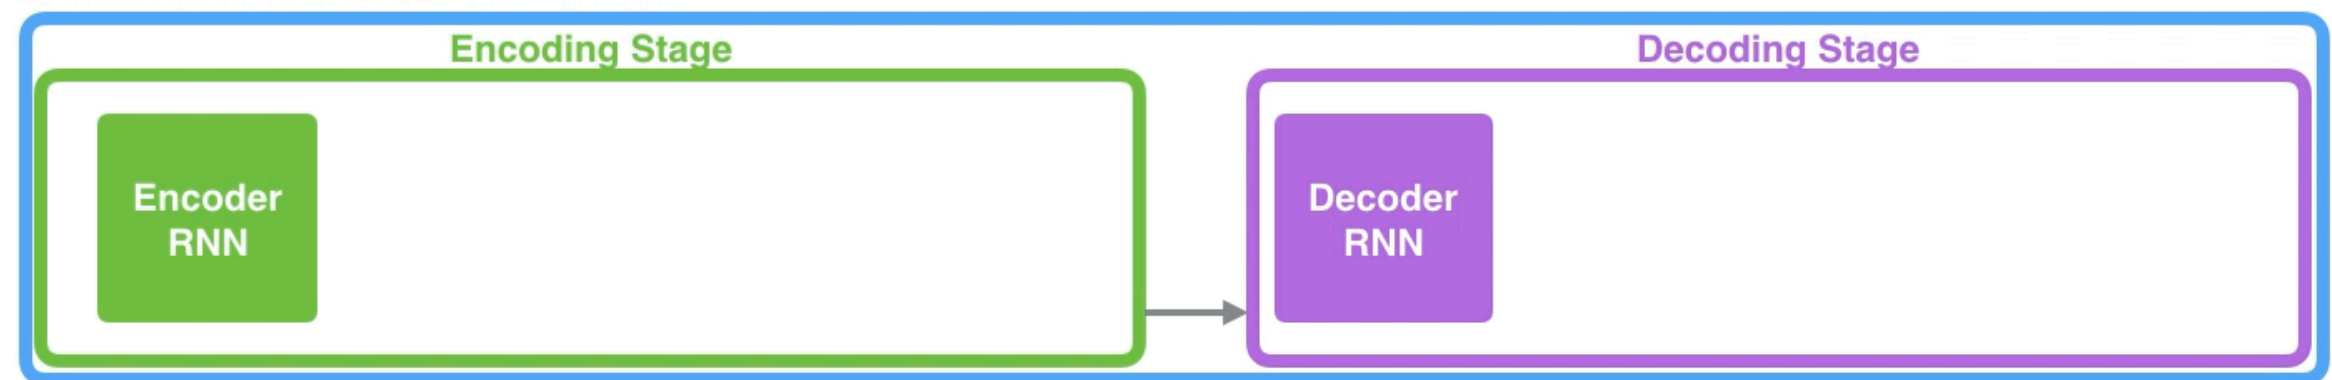 Encoding Stage
Decoding Stage
Encoder
RNN
Decoder
RNN